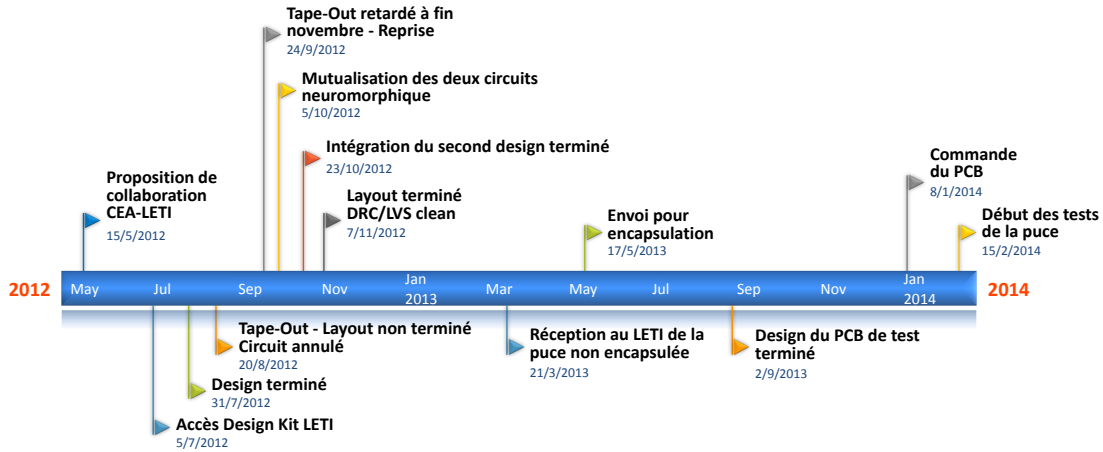 Tape-Out retardé à fin
novembre - Reprise
24/9/2012
Mutualisation des deux circuits
neuromorphique
5/10/2012
Intégration du second design terminé
23/10/2012
Proposition de
collaboration
CEA-LETI
15/5/2012
Layout terminé
DRC/LVS clean
7/11/2012
Envoi pour
encapsulation
17/5/2013
Commande
du PCB
8/1/2014
Début des tests
de la puce
15/2/2014
2012 May Jul Sep Nov Jan Mar May Jul Sep Nov Jan 2014
2013 2014
Tape-Out - Layout non terminé
Circuit annulé
20/8/2012
Réception au LETI de la
puce non encapsulée
21/3/2013
Design du PCB de test
terminé
2/9/2013
Design terminé
31/7/2012
Accès Design Kit LETI
5/7/2012